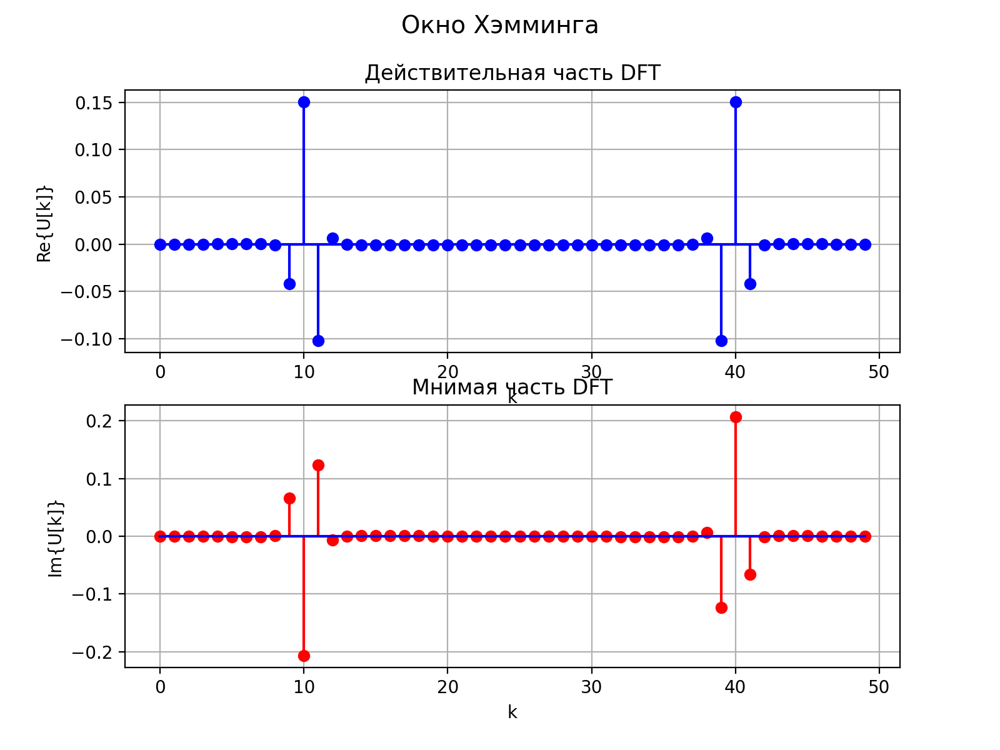 Окно Хэмминга
Действительная часть DFT
Re{U[k]}
0.15
0.10
0.05
0.00
−0.05
−0.10
0 10 20 30 40 50
k
Мнимая часть DFT
Im{U[k]}
0.2
0.1
0.0
−0.1
−0.2
0 10 20 30 40 50
k